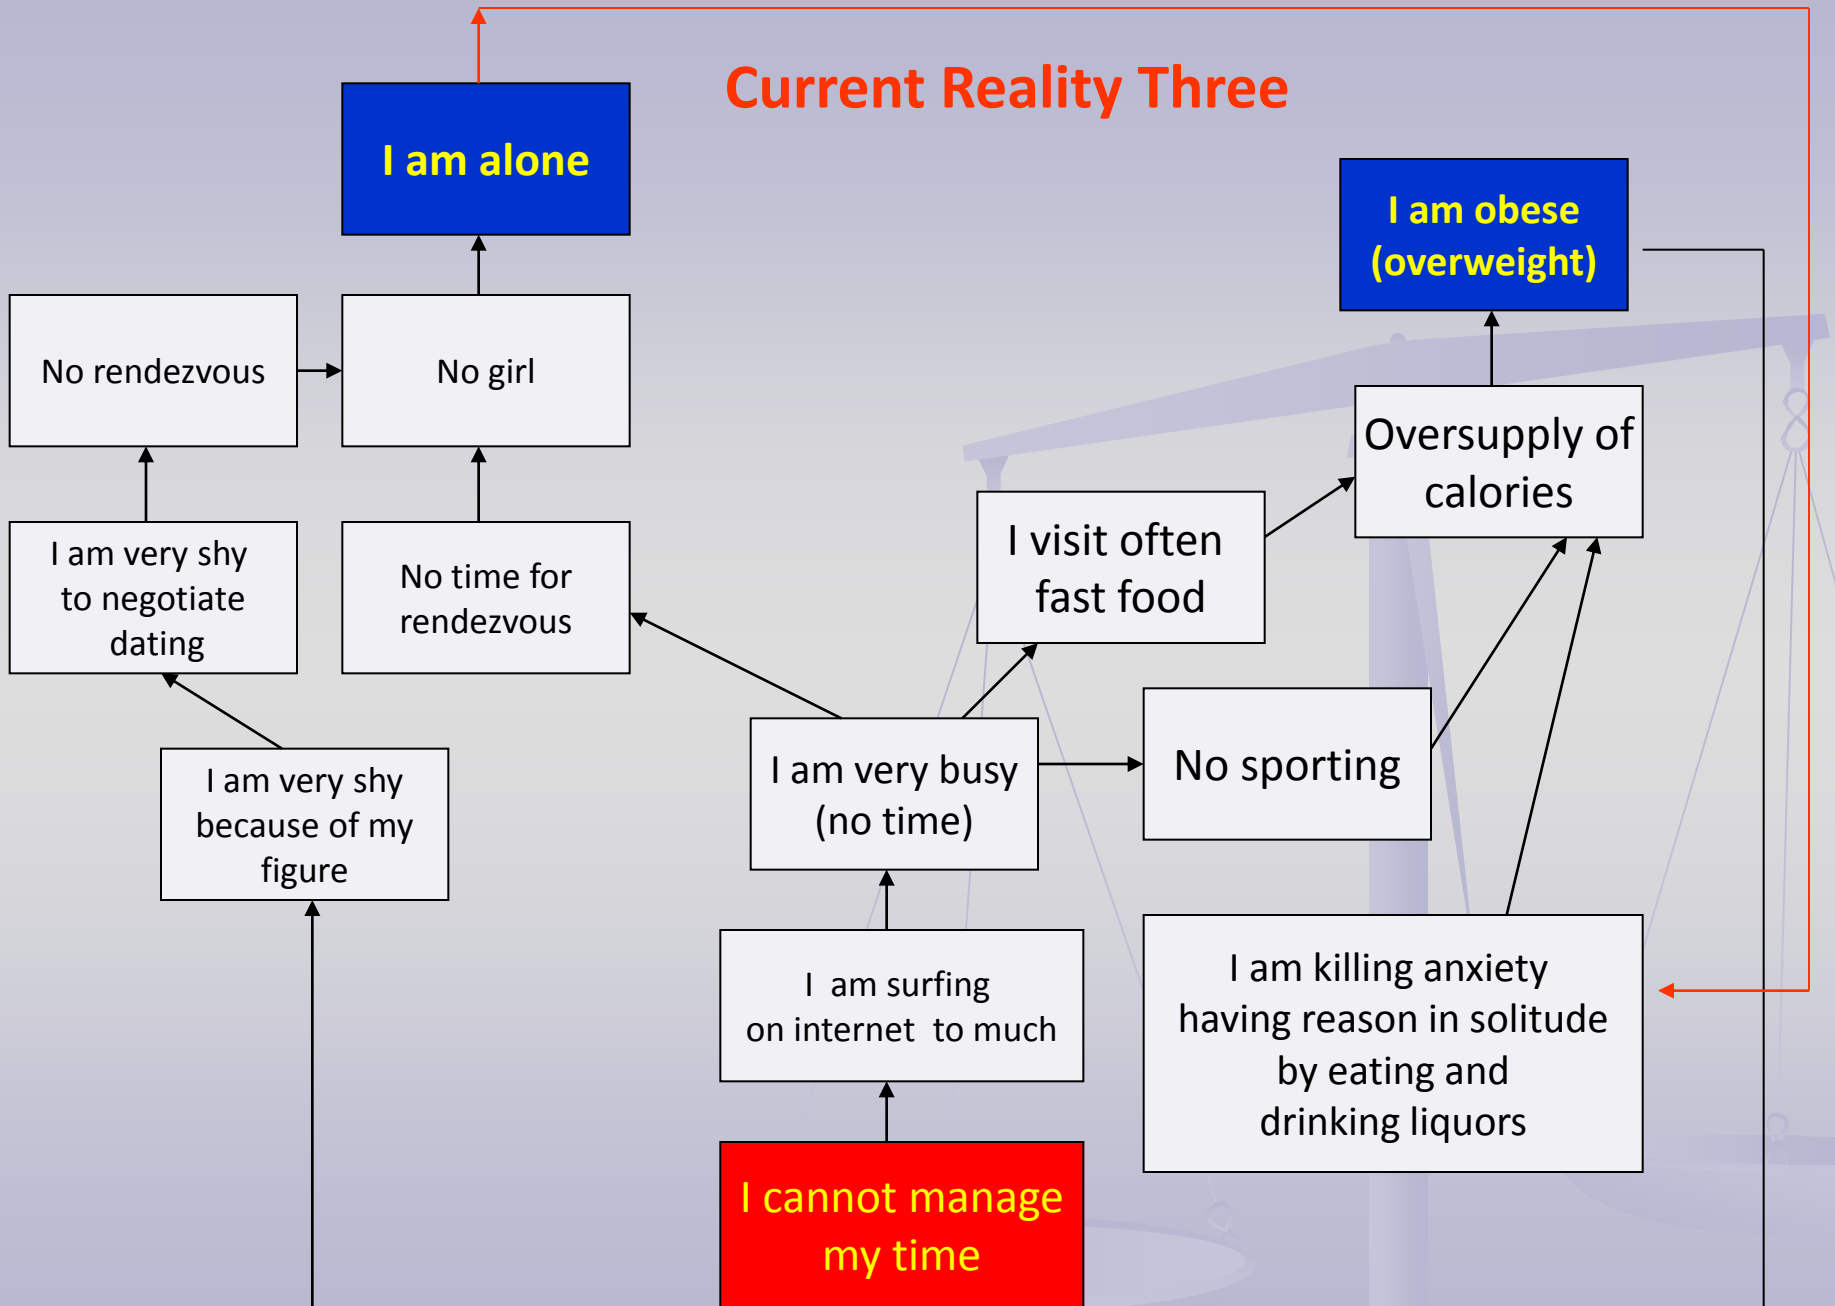 Current Reality Three
I am alone
I am obese
(overweight)
No rendezvous
No girl
Oversupply of
calories
I am very shy
to negotiate
dating
No time for
rendezvous
I visit often
fast food
I am very shy
because of my
figure
I am very busy
(no time)
No sporting
I am surfing
on internet to much
I am killing anxiety
having reason in solitude
by eating and
drinking liquors
I cannot manage
my time